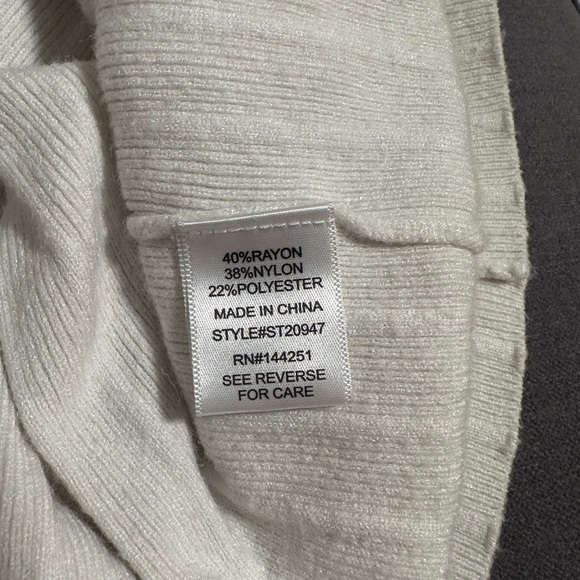 40%RAYON
38%NYLON
22%POLYESTER
MADE IN CHINA
STYLE#ST20947
RN#144251
SEE REVERSE
FOR CARE